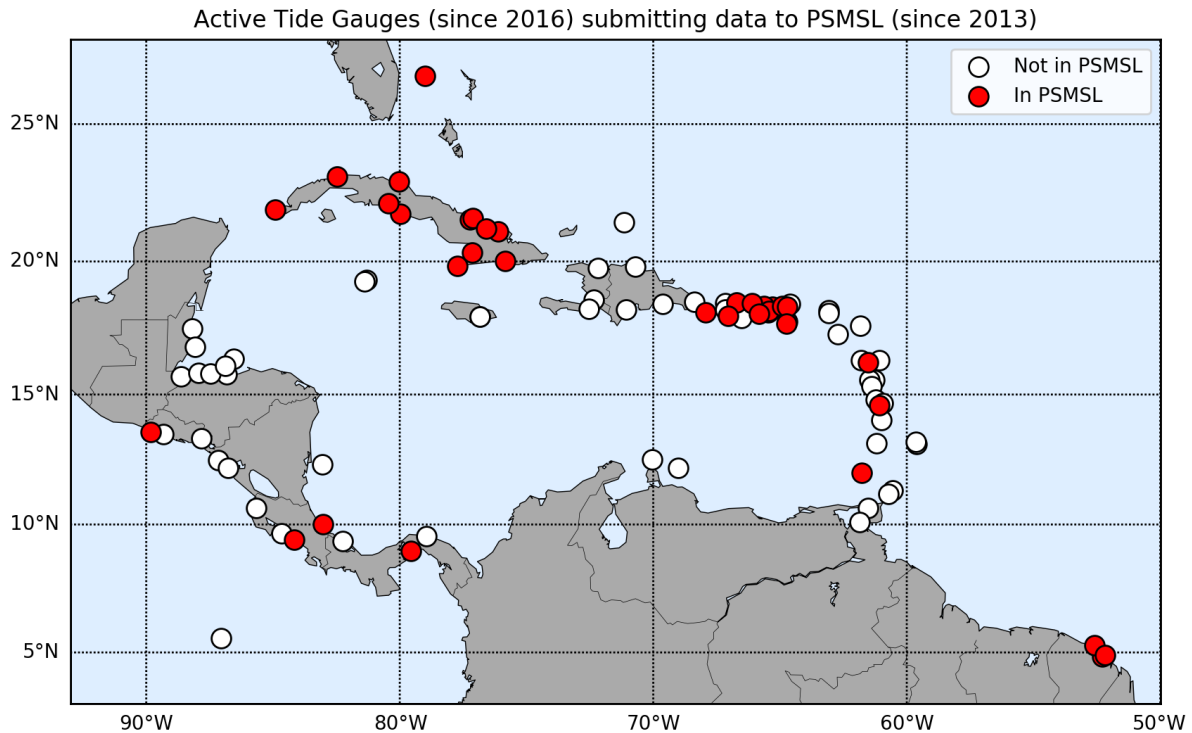 Active Tide Gauges (since 2016) submitting data to PSMSL (since 2013)
Not in PSMSL
In PSMSL
25°N
20°N
15°N
10°N
5°N
90°W
80°W
70°W
60°W
50°W